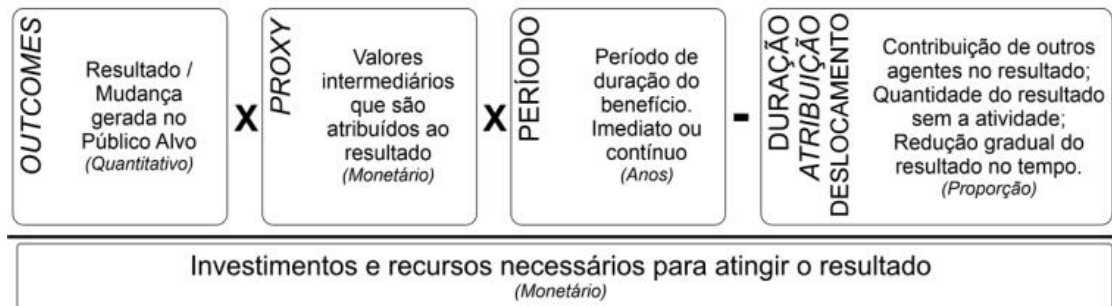 OUTCOMES
Resultado /
Mudança
gerada no
Público Alvo
(Quantitativo)
X
PROXY
Valores
intermediários
que são
atribuídos ao
resultado
(Monetário)
X
PERÍODO
Período de
duração do
benefício.
Imediato ou
contínuo
(Anos)
-
DURAÇÃO
ATRIBUIÇÃO
DESLOCAMENTO
Contribuição de outros
agentes no resultado;
Quantidade do resultado
sem a atividade;
Redução gradual do
resultado no tempo.
(Proporção)
Investimentos e recursos necessários para atingir o resultado
(Monetário)